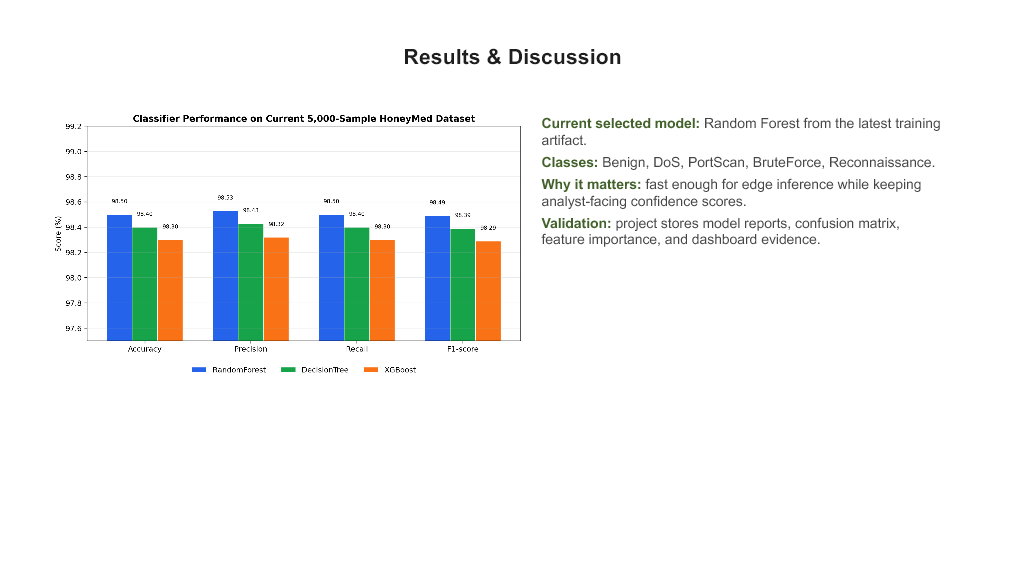 Results & Discussion
Classifier Performance on Current 5,000-Sample HoneyMed Dataset
99.2
99.0
98.8
98.6
98.4
98.2
98.0
97.8
97.6
Score (%)
98.50
98.40
98.30
98.53
98.43
98.32
98.50
98.40
98.30
98.49
98.39
98.29
Accuracy
Precision
Recall
F1-score
RandomForest
DecisionTree
XGBoost
Current selected model: Random Forest from the latest training
artifact.
Classes: Benign, DoS, PortScan, BruteForce, Reconnaissance.
Why it matters: fast enough for edge inference while keeping
analyst-facing confidence scores.
Validation: project stores model reports, confusion matrix,
feature importance, and dashboard evidence.